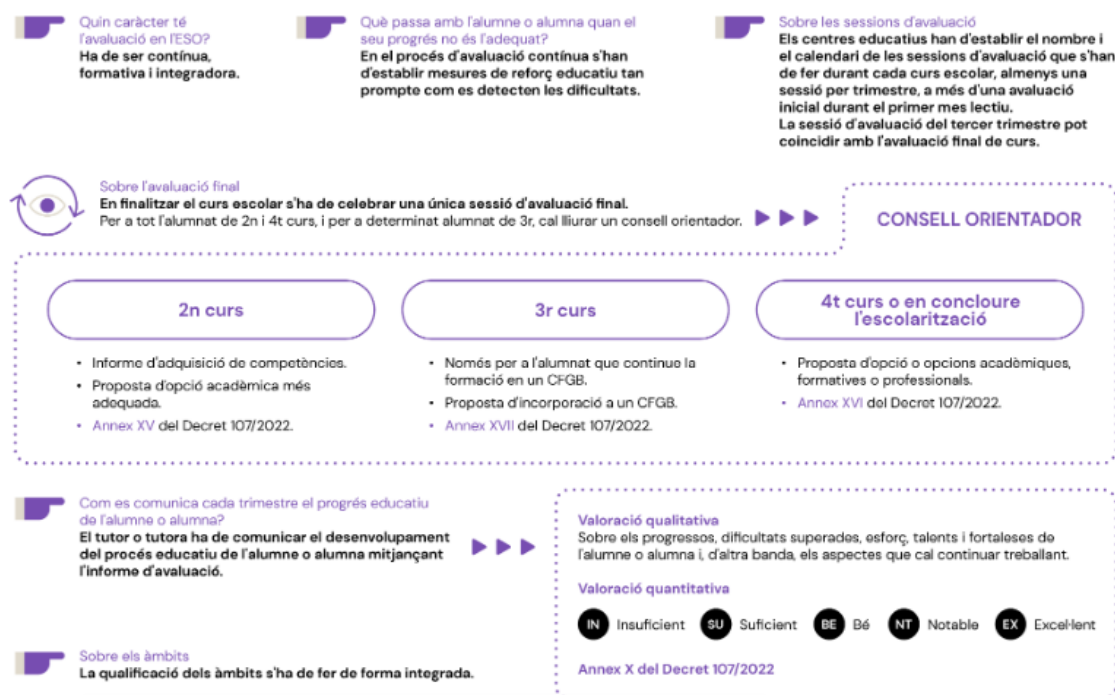 Quin caràcter té
l'avaluació en l'ESO?
Ha de ser contínua,
formativa i integradora.
Què passa amb l'alumne o alumna quan el
seu progrés no és l'adequat?
En el procés d'avaluació contínua s'han
d'establir mesures de reforç educatiu tan
prompte com es detecten les dificultats.
Sobre les sessions d'avaluació
Els centres educatius han d'establir el nombre i
el calendari de les sessions d'avaluació que s'han
de fer durant cada curs escolar, almenys una
sessió per trimestre, a més d'una avaluació
inicial durant el primer mes lectiu.
La sessió d'avaluació del tercer trimestre pot
coincidir amb l'avaluació final de curs.
Sobre l'avaluació final
En finalitzar el curs escolar s'ha de celebrar una única sessió d'avaluació final.
Per a tot l'alumnat de 2n i 4t curs, i per a determinat alumnat de 3r, cal lliurar un consell orientador.
CONSELL ORIENTADOR
2n curs
• Informe d'adquisició de competències.
• Proposta d'opció acadèmica més
adequada.
• Annex XV del Decret 107/2022.
3r curs
• Només per a l'alumnat que continue la
formació en un CFGB.
• Proposta d'incorporació a un CFGB.
• Annex XVII del Decret 107/2022.
4t curs o en concloure
l'escolarització
• Proposta d'opció o opcions acadèmiques,
formatives o professionals.
• Annex XVI del Decret 107/2022.
Com es comunica cada trimestre el progrés educatiu
de l'alumne o alumna?
El tutor o tutora ha de comunicar el desenvolupament
del procés educatiu de l'alumne o alumna mitjançant
l'informe d'avaluació.
Valoració qualitativa
Sobre els progressos, dificultats superades, esforç, talents i fortaleses de
l'alumne o alumna i, d'altra banda, els aspectes que cal continuar treballant.
Valoració quantitativa
IN Insuficient SU Suficient BE Bé NT Notable EX Excel·lent
Annex X del Decret 107/2022
Sobre els àmbits
La qualificació dels àmbits s'ha de fer de forma integrada.